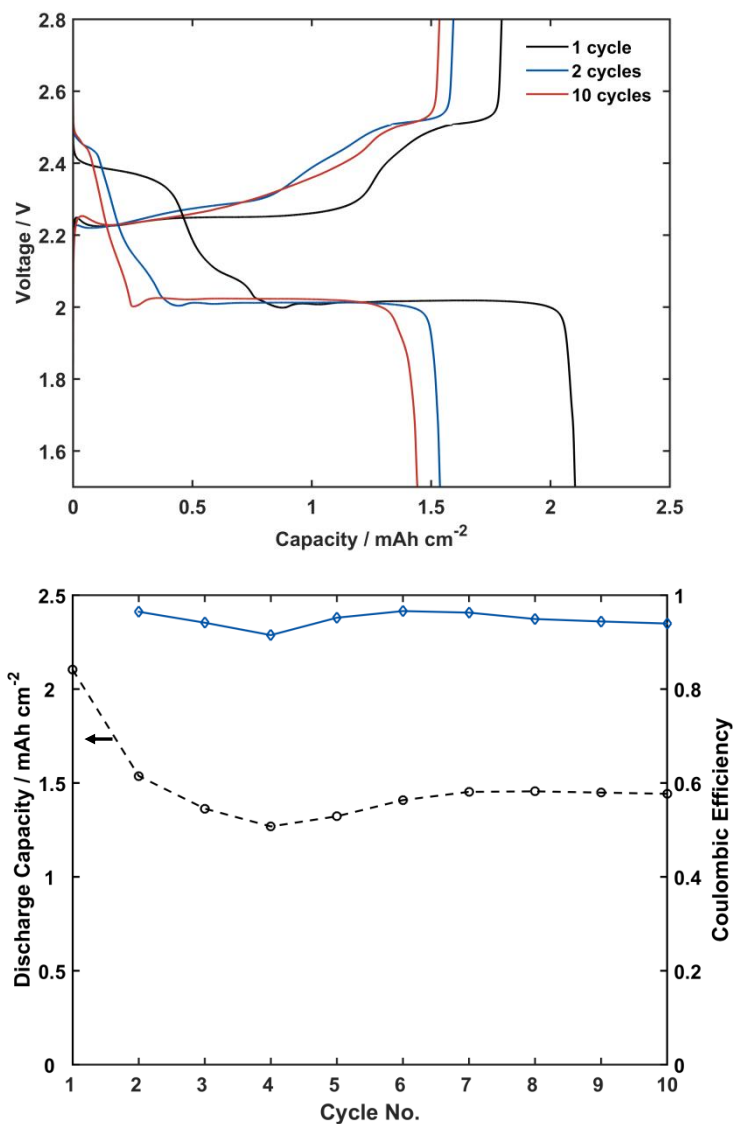 2.8
2.6
2.4
2.2
2
1.8
1.6
Voltage / V
1 cycle
2 cycles
10 cycles
0 0.5 1 1.5 2 2.5
Capacity / mAh cm-2
2.5
2
1.5
1
0.5
0
Discharge Capacity / mAh cm-2
1
0.8
0.6
0.4
0.2
0
Coulombic Efficiency
1 2 3 4 5 6 7 8 9 10
Cycle No.